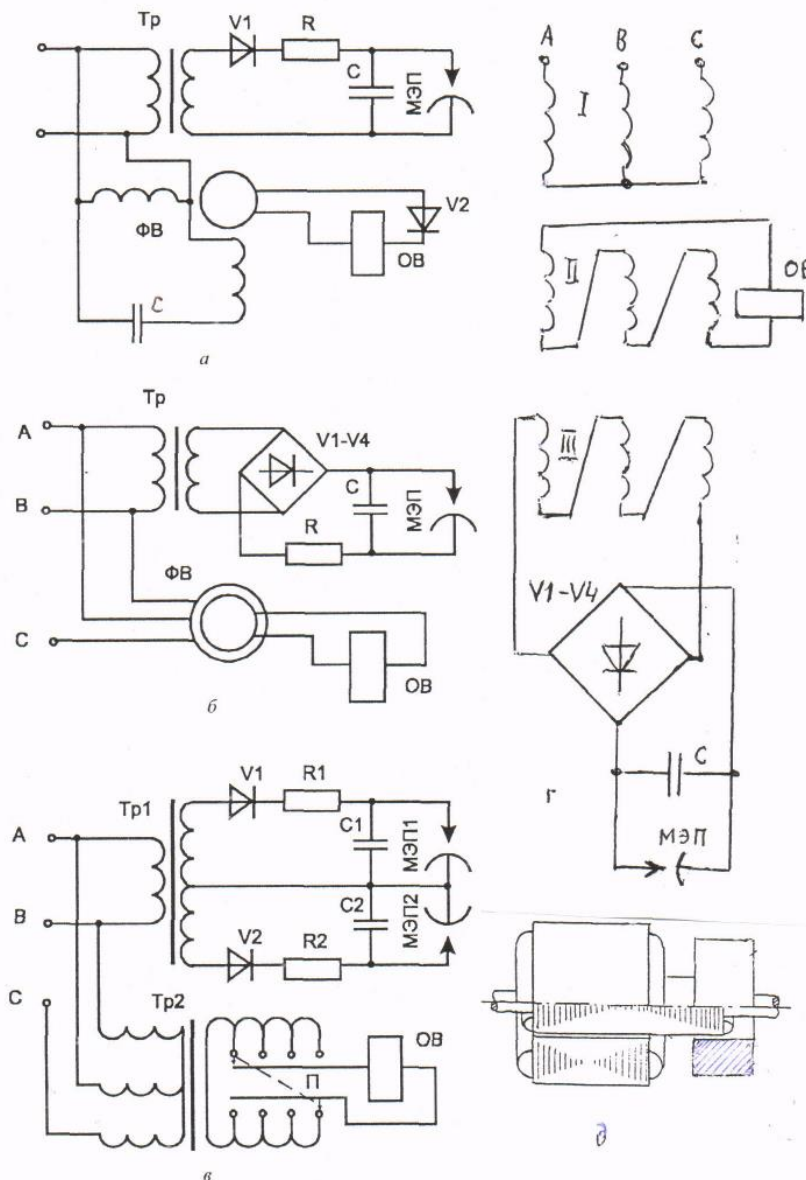 Тр
V1
R
C
МЭП
ФВ
V2
ОВ
C
а
Тр
A
B
C
V1-V4
C
МЭП
R
ФВ
ОВ
б
Тр1
A
B
C
V1
R1
C1
МЭП1
C2
МЭП2
V2
R2
Тр2
П
ОВ
в
A B C
I
II
ОВ
III
V1-V4
C
г
МЭП
д